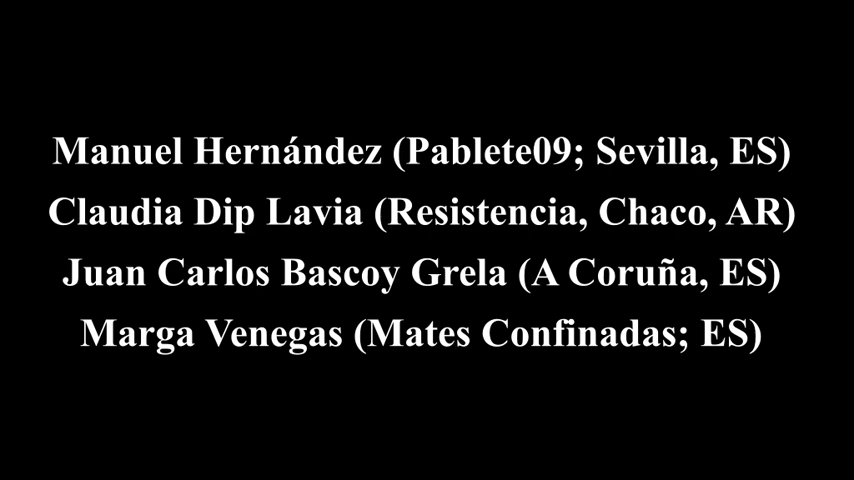 Manuel Hernández (Pablete09; Sevilla, ES)
Claudia Dip Lavia (Resistencia, Chaco, AR)
Juan Carlos Bascoy Grela (A Coruña, ES)
Marga Venegas (Mates Confinadas; ES)